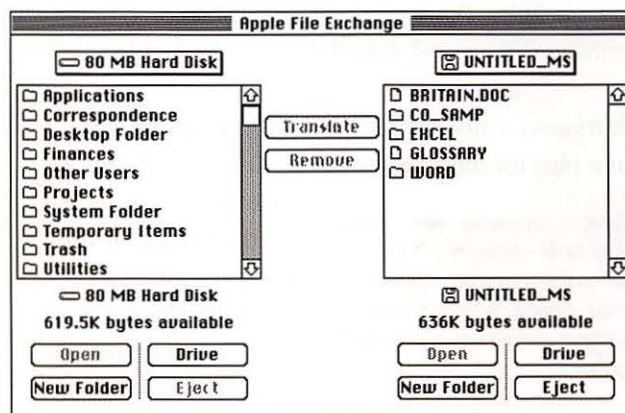 Apple File Exchange
80 MB Hard Disk
Applications
Correspondence
Desktop Folder
Finances
Other Users
Projects
System Folder
Temporary Items
Trash
Utilities
Translate
Remove
UNTITLED_MS
BRITAIN.DOC
CO_SAMP
EXCEL
GLOSSARY
WORD
80 MB Hard Disk
619.5K bytes available
Open
Drive
New Folder
Eject
UNTITLED_MS
636K bytes available
Open
Drive
New Folder
Eject